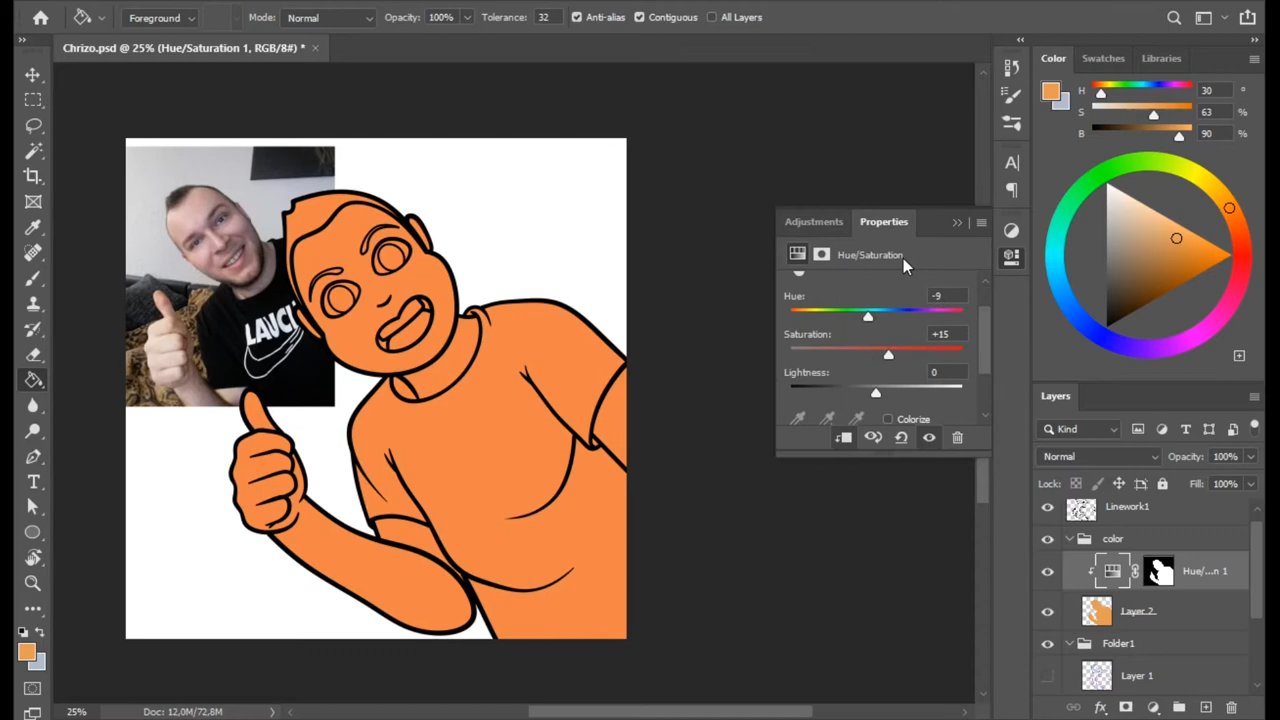 Foreground Mode: Normal Opacity: 100% Tolerance: 32 Anti-alias Contiguous All Layers
Chrizo.psd @ 25% (Hue/Saturation 1, RGB/8#) * ×
Color Swatches Libraries
H 30 °
S 63 %
B 90 %
LAUCH
Adjustments Properties
Hue/Saturation
Hue: -9
Saturation: +15
Lightness: 0
Colorize
Layers
Kind
Normal Opacity: 100%
Lock: Fill: 100%
Linework1
color
Hue/...n 1
Layer 2
Folder1
Layer 1
25% Doc: 12,0M/72,8M